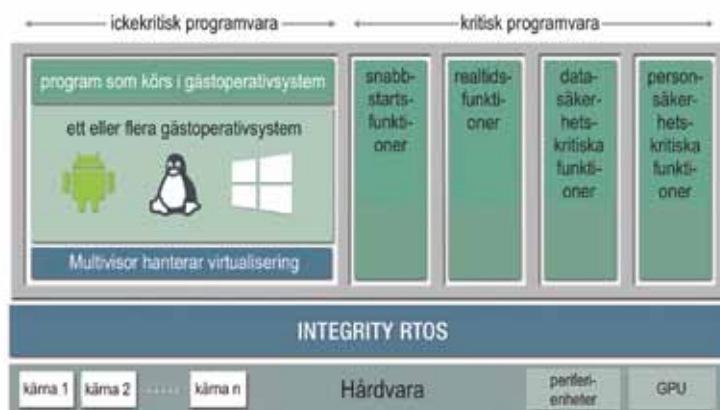 ickekritisk programvara
kritisk programvara
program som körs i gästoperativsystem
ett eller flera gästoperativsystem
Multivisor hanterar virtualisering
snabb-
starts-
funkti-
oner
realtids-
funkti-
oner
data-
säker-
hets-
kritiska
funkti-
oner
person-
säker-
hets-
kritiska
funkti-
oner
INTEGRITY RTOS
kärna 1
kärna 2
.....
kärna n
Hårdvara
periferi-
enheter
GPU